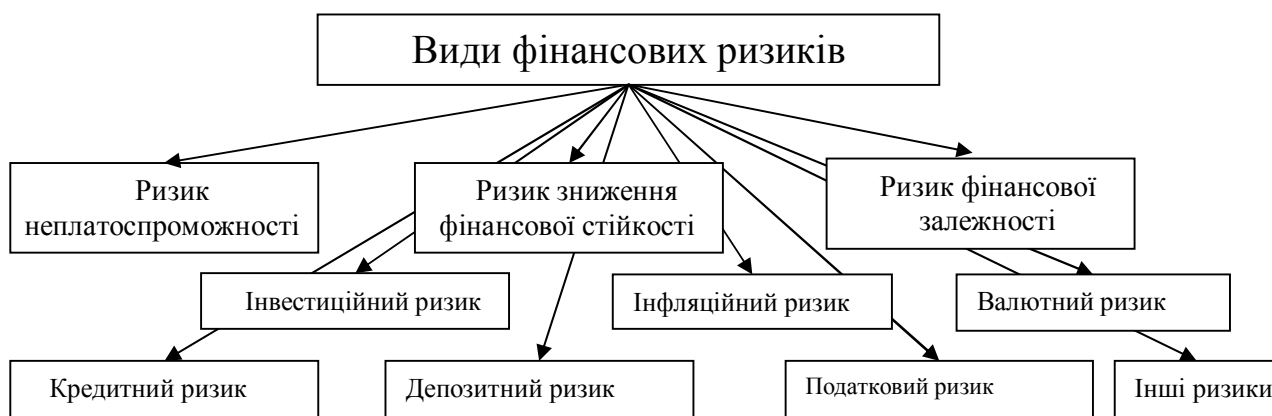 Види фінансових ризиків
Ризик
неплатоспроможності
Ризик зниження
фінансової стійкості
Ризик фінансової
залежності
Інвестиційний ризик
Інфляційний ризик
Валютний ризик
Кредитний ризик
Депозитний ризик
Податковий ризик
Інші ризики